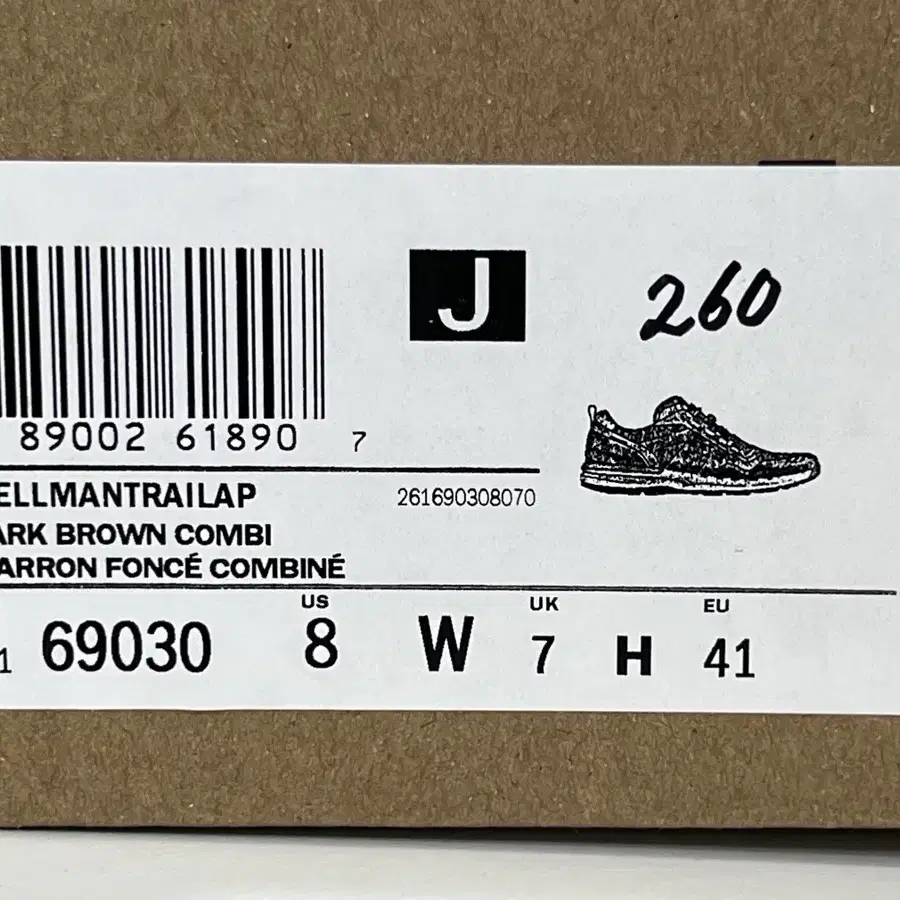 J
260
89002 61890 7
ELLMANTRAILAP
261690308070
ARK BROWN COMBI
ARRON FONCÉ COMBINÉ
US UK EU
1 69030 8 W 7 H 41